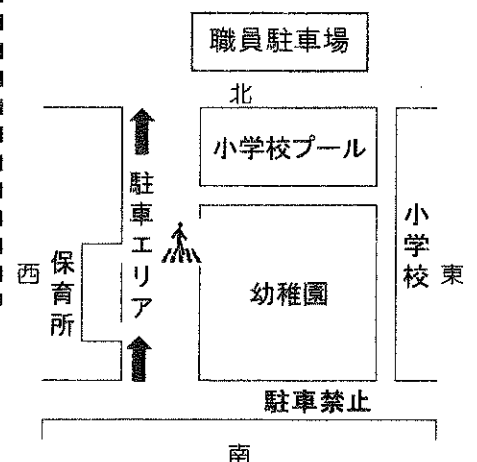 職員駐車場
北
小学校プール
駐車エリア
西
保育所
幼稚園
小学校
東
駐車禁止
南